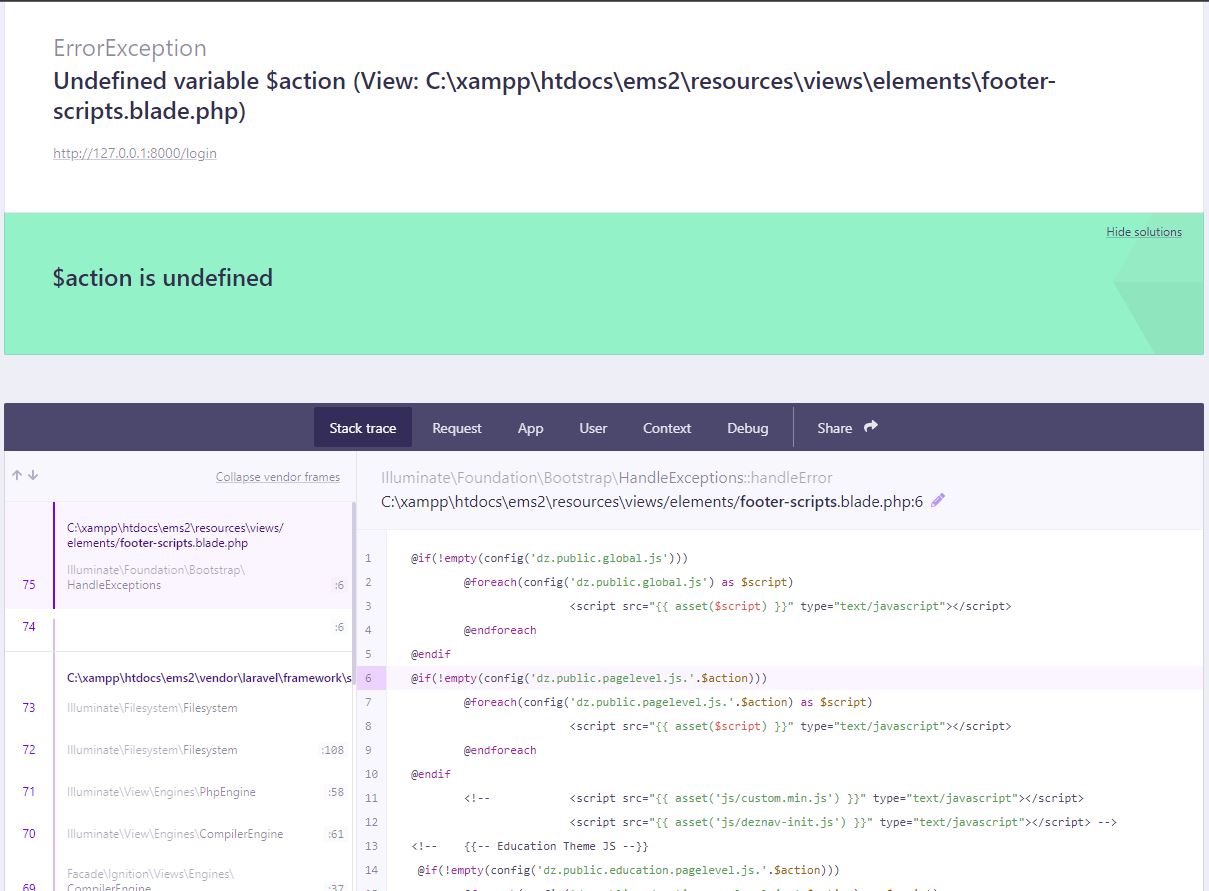 ErrorException
Undefined variable $action (View: C:\xampp\htdocs\ems2\resources\views\elements\footer-
scripts.blade.php)
http://127.0.0.1:8000/login
Hide solutions
$action is undefined
Stack trace
Request
App
User
Context
Debug
Share
Collapse vendor frames
C:\xampp\htdocs\ems2\resources\views/
elements/footer-scripts.blade.php
Illuminate\Foundation\Bootstrap\
75 HandleExceptions :6
74 :6
C:\xampp\htdocs\ems2\vendor\laravel\framework\s
73 Illuminate\Filesystem\Filesystem
72 Illuminate\Filesystem\Filesystem :108
71 Illuminate\View\Engines\PhpEngine :58
70 Illuminate\View\Engines\CompilerEngine :61
Facade\Ignition\Views\Engines\
69 CompilerEngine :37
Illuminate\Foundation\Bootstrap\HandleExceptions::handleError
C:\xampp\htdocs\ems2\resources\views/elements/footer-scripts.blade.php:6
1 @if(!empty(config('dz.public.global.js')))
2 @foreach(config('dz.public.global.js') as $script)
3 <script src="{{ asset($script) }}" type="text/javascript"></script>
4 @endforeach
5 @endif
6 @if(!empty(config('dz.public.pagelevel.js.'.$action)))
7 @foreach(config('dz.public.pagelevel.js.'.$action) as $script)
8 <script src="{{ asset($script) }}" type="text/javascript"></script>
9 @endforeach
10 @endif
11 <!-- <script src="{{ asset('js/custom.min.js') }}" type="text/javascript"></script>
12 <script src="{{ asset('js/deznav-init.js') }}" type="text/javascript"></script> -->
13 <!-- {{-- Education Theme JS --}}
14 @if(!empty(config('dz.public.education.pagelevel.js.'.$action)))